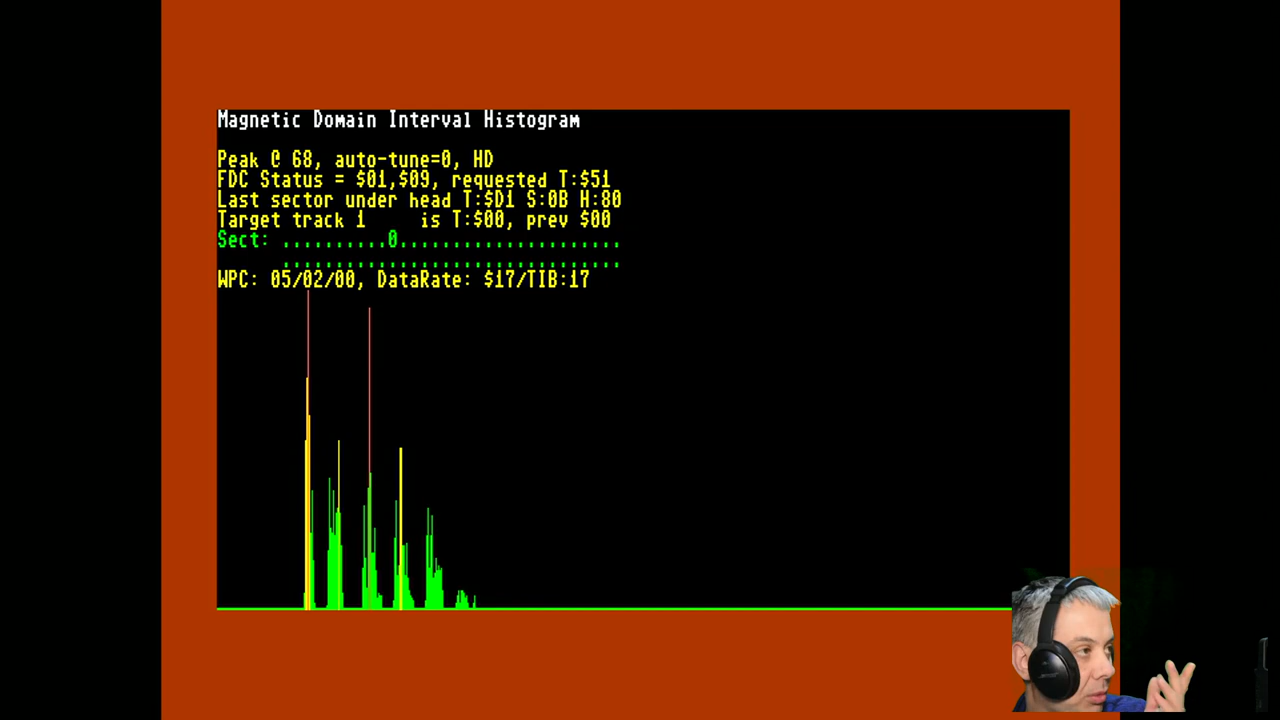 Magnetic Domain Interval Histogram
Peak @ 68, auto-tune=0, HD
FDC Status = $01,$09, requested T:$51
Last sector under head T:$D1 S:0B H:80
Target track 1 is T:$00, prev $00
Sect: ..........0.....................
................................
WPC: 05/02/00, DataRate: $17/TIB:17